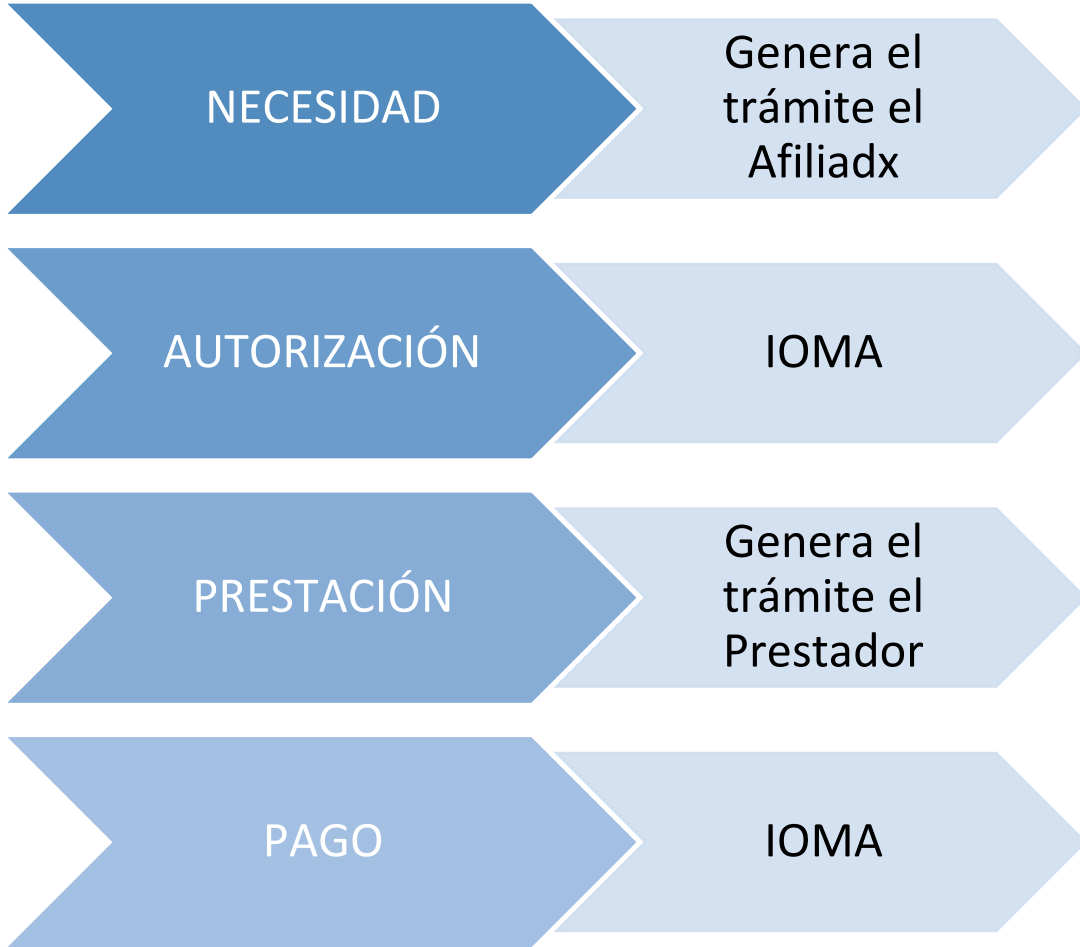 NECESIDAD
Genera el
trámite el
Afiliadx
AUTORIZACIÓN
IOMA
PRESTACIÓN
Genera el
trámite el
Prestador
PAGO
IOMA